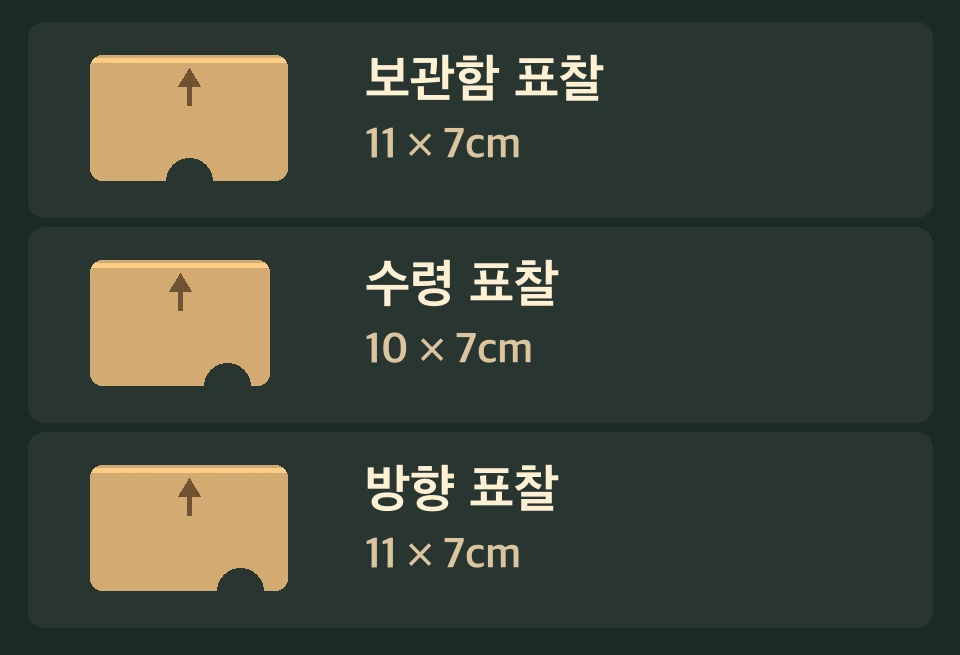 보관함 표찰
11 × 7cm
수령 표찰
10 × 7cm
방향 표찰
11 × 7cm